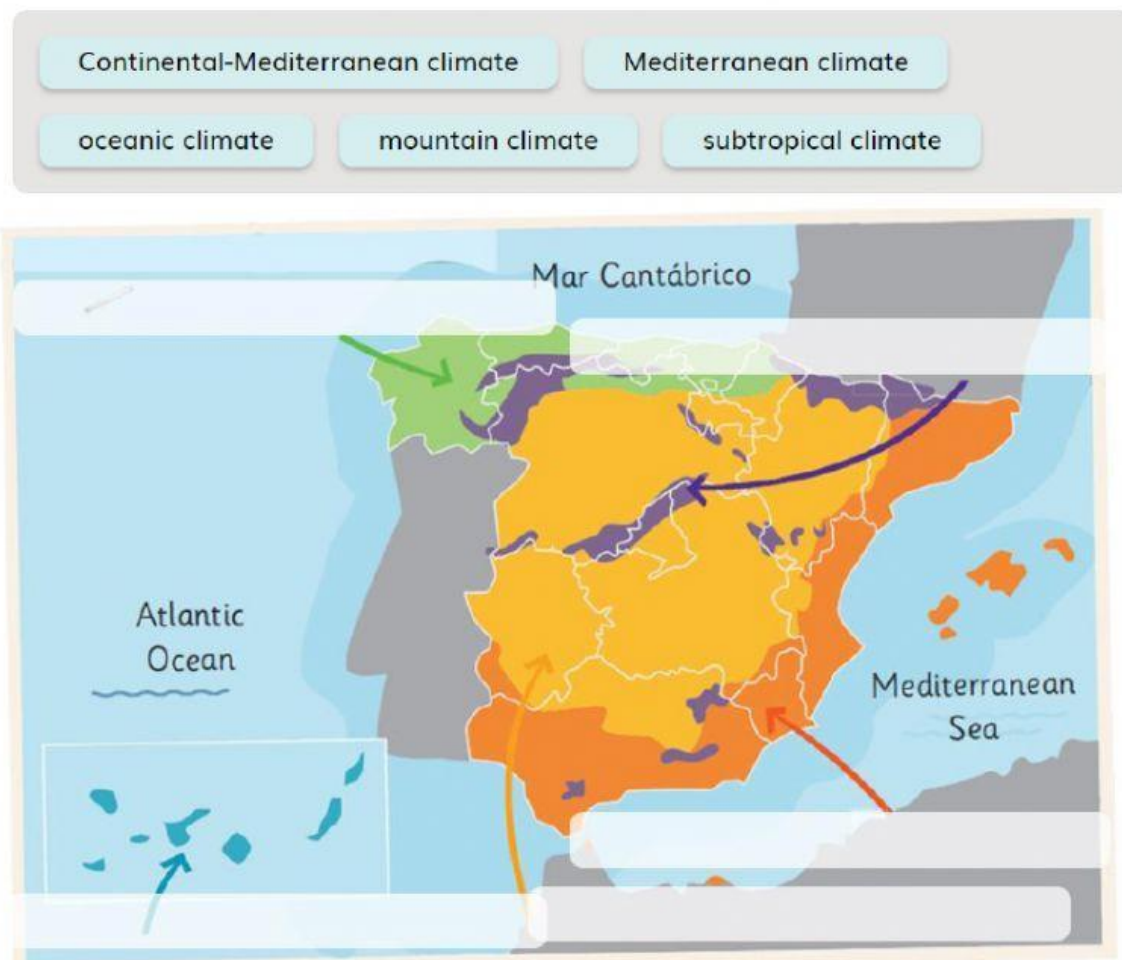 Continental-Mediterranean climate
Mediterranean climate
oceanic climate
mountain climate
subtropical climate
Mar Cantábrico
Atlantic
Ocean
Mediterranean
Sea